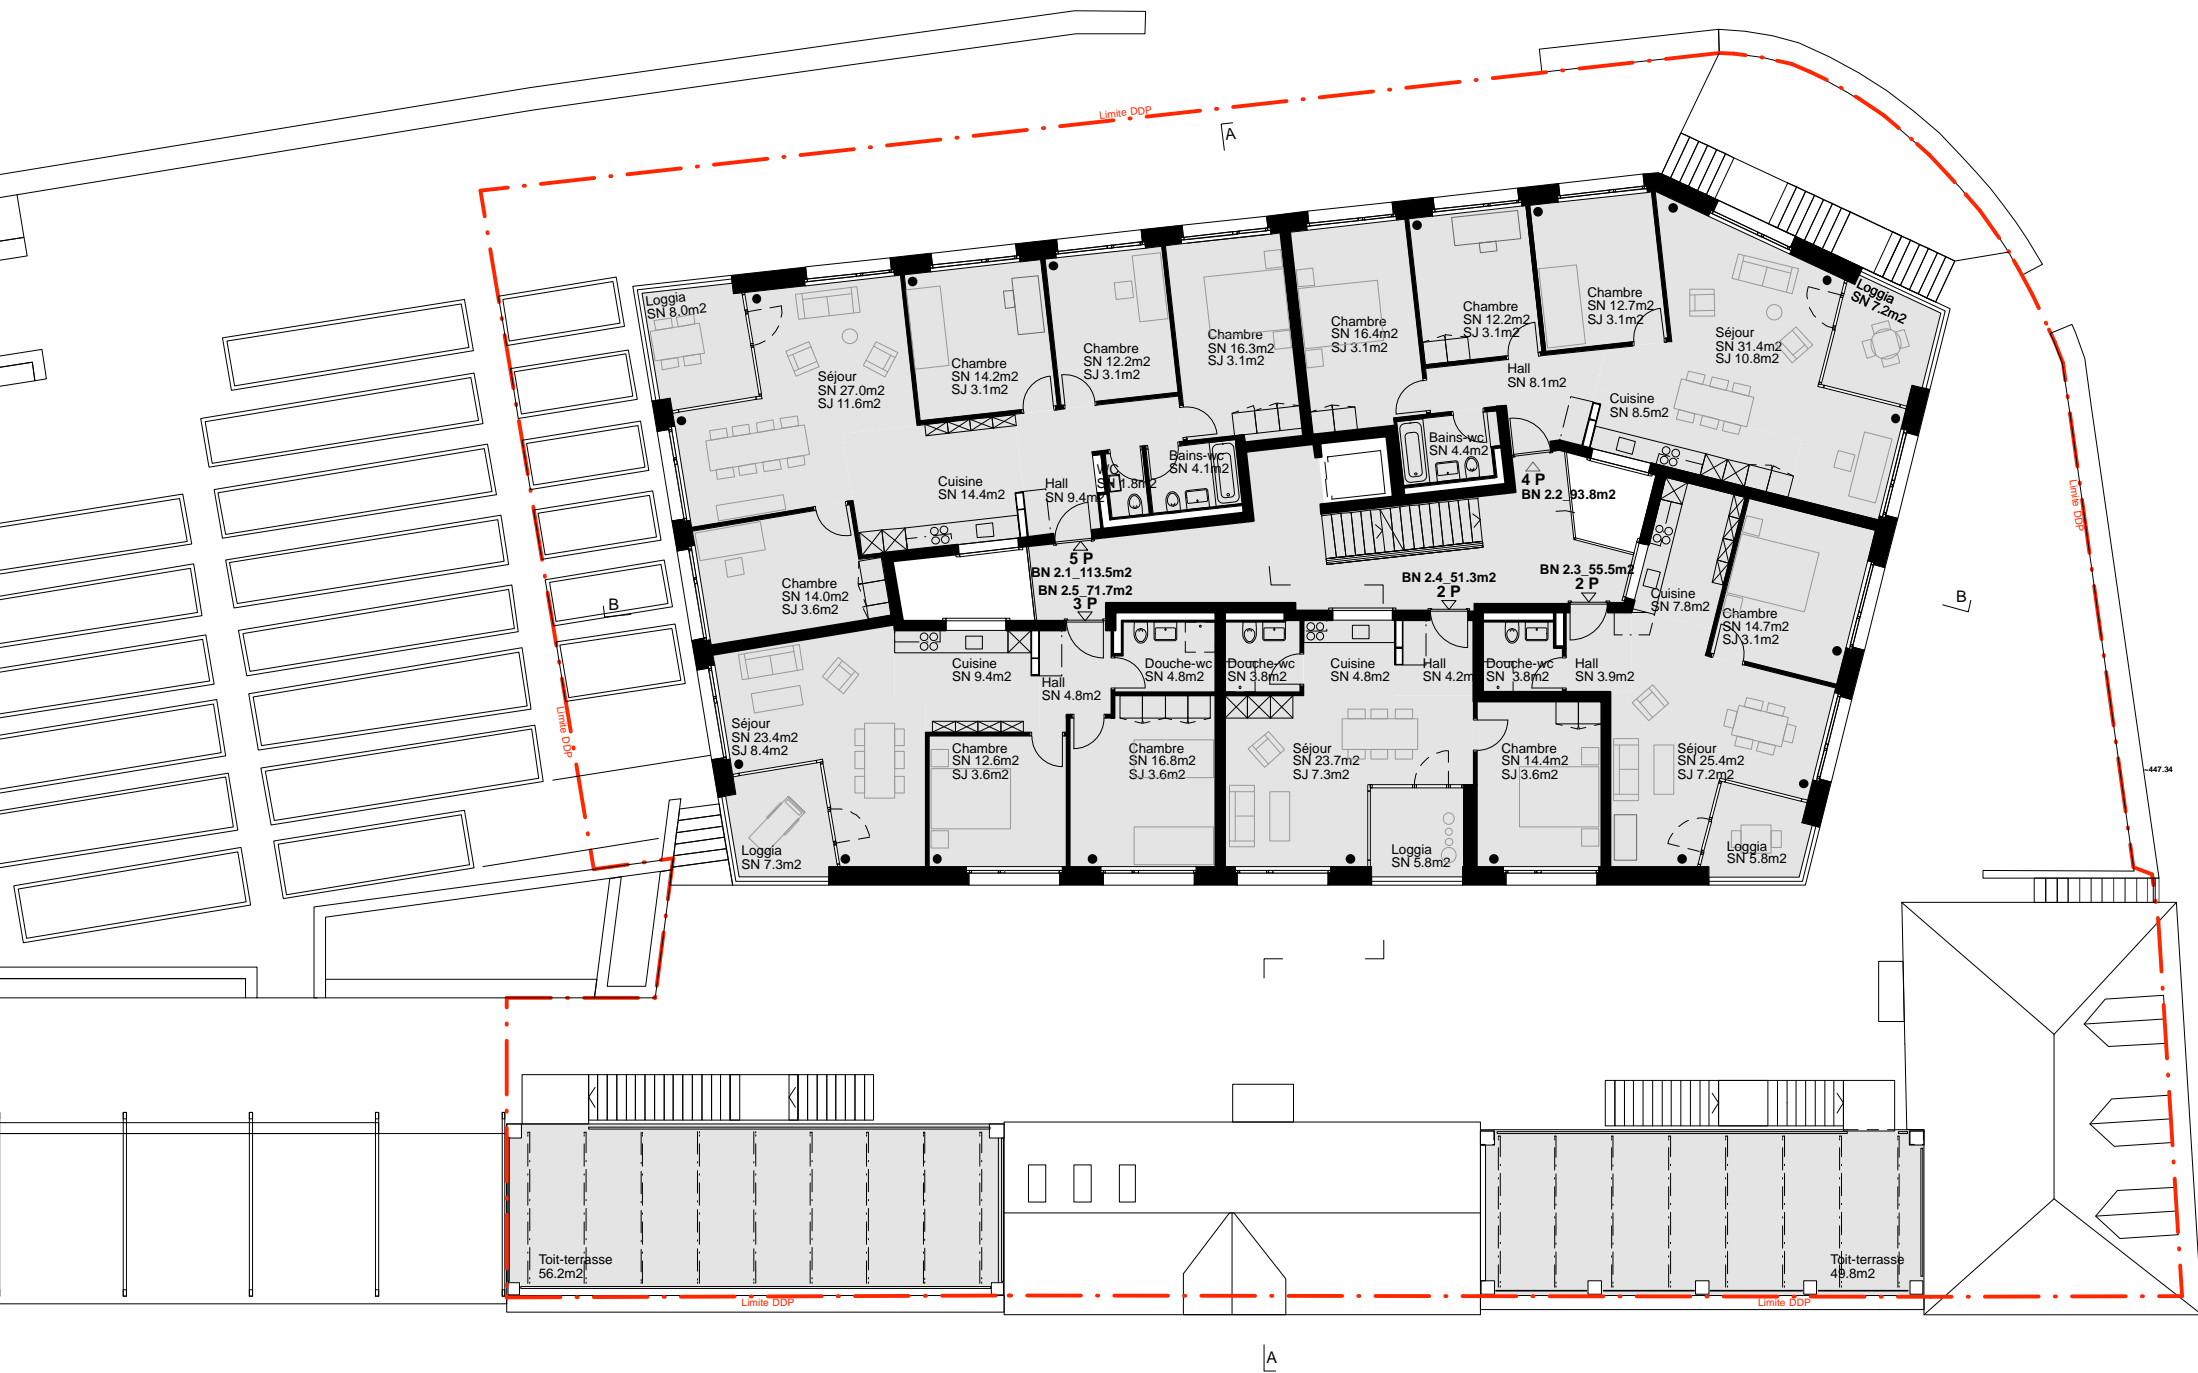 Limite DDP
A
Loggia
SN 8.0m2
Séjour
SN 27.0m2
SJ 11.6m2
Chambre
SN 14.2m2
SJ 3.1m2
Chambre
SN 12.2m2
SJ 3.1m2
Chambre
SN 16.3m2
SJ 3.1m2
Chambre
SN 16.4m2
SJ 3.1m2
Chambre
SN 12.2m2
SJ 3.1m2
Chambre
SN 12.7m2
SJ 3.1m2
Séjour
SN 31.4m2
SJ 10.8m2
Loggia
SN 7.2m2
Hall
SN 8.1m2
Cuisine
SN 8.5m2
Bains-wc
SN 4.4m2
Bains-wc
SN 4.1m2
WC
SN 1.8m2
Hall
SN 9.4m2
Cuisine
SN 14.4m2
4 P
BN 2.2_93.8m2
Limite DDP
5 P
BN 2.1_113.5m2
BN 2.5_71.7m2
3 P
BN 2.4_51.3m2
2 P
BN 2.3_55.5m2
2 P
Chambre
SN 14.0m2
SJ 3.6m2
B
B
Cuisine
SN 7.8m2
Chambre
SN 14.7m2
SJ 3.1m2
Cuisine
SN 9.4m2
Hall
SN 4.8m2
Douche-wc
SN 4.8m2
Douche-wc
SN 3.8m2
Cuisine
SN 4.8m2
Hall
SN 4.2m
Douche-wc
SN 3.8m2
Hall
SN 3.9m2
Limite DDP
Séjour
SN 23.4m2
SJ 8.4m2
Chambre
SN 12.6m2
SJ 3.6m2
Chambre
SN 16.8m2
SJ 3.6m2
Séjour
SN 23.7m2
SJ 7.3m2
Chambre
SN 14.4m2
SJ 3.6m2
Séjour
SN 25.4m2
SJ 7.2m2
-447.34
Loggia
SN 7.3m2
Loggia
SN 5.8m2
Loggia
SN 5.8m2
Toit-terrasse
56.2m2
Toit-terrasse
49.8m2
Limite DDP
Limite DDP
A